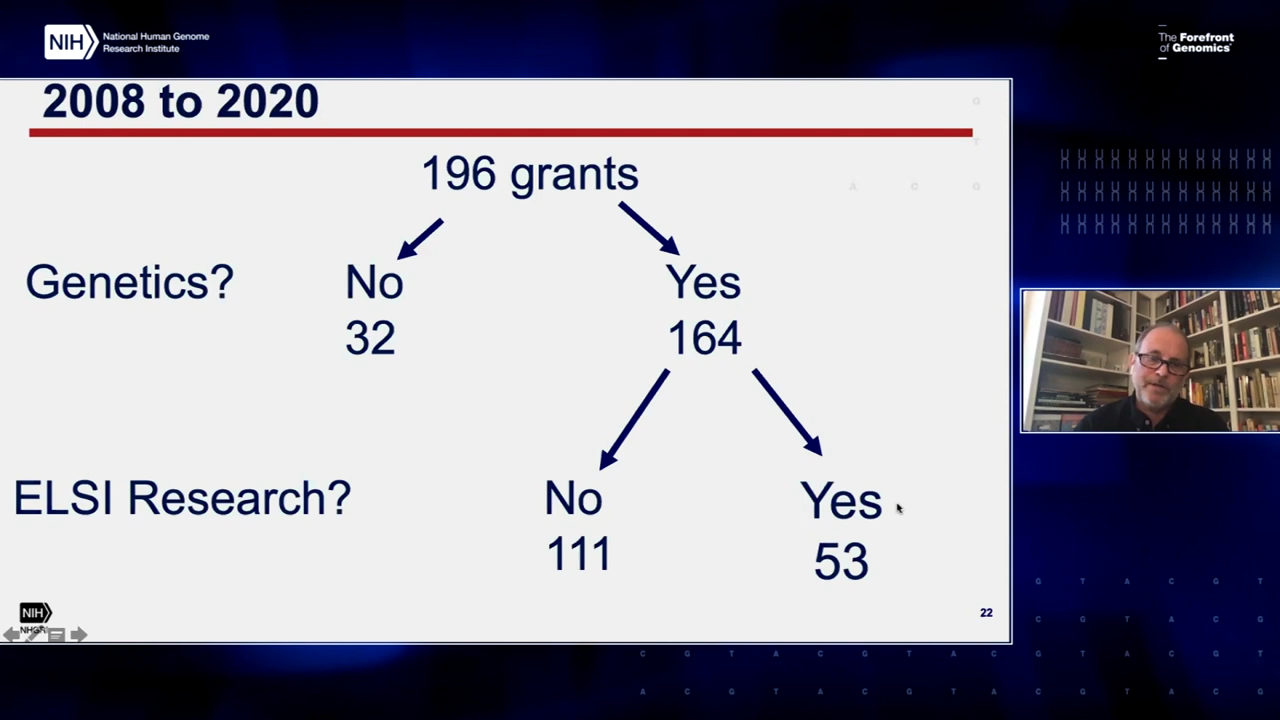 NIH
National Human Genome
Research Institute
The Forefront
of Genomics®
2008 to 2020
G
T
A C G
196 grants
Genetics? No Yes
32 164
ELSI Research? No Yes
111 53
NIH
22
G T A C G T
A C G T A C G
C G T A C G T A C G T A C G T
A C G T A C G T A C G T A C G